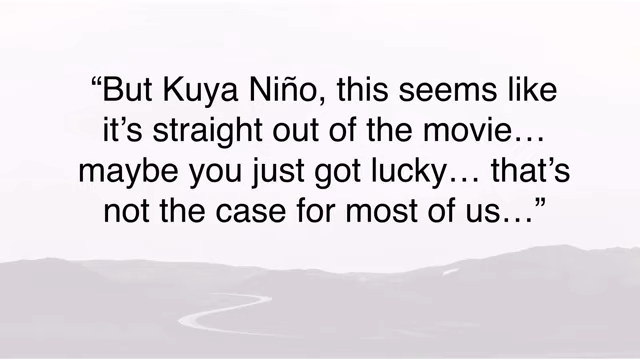 “But Kuya Niño, this seems like
it’s straight out of the movie…
maybe you just got lucky… that’s
not the case for most of us…”